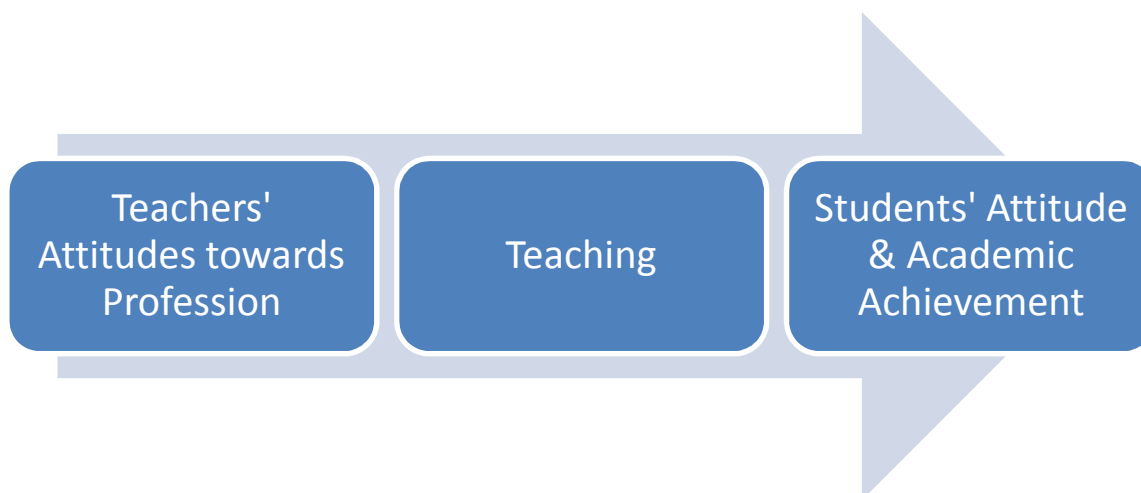 Teachers'
Attitudes towards
Profession
Teaching
Students' Attitude
& Academic
Achievement